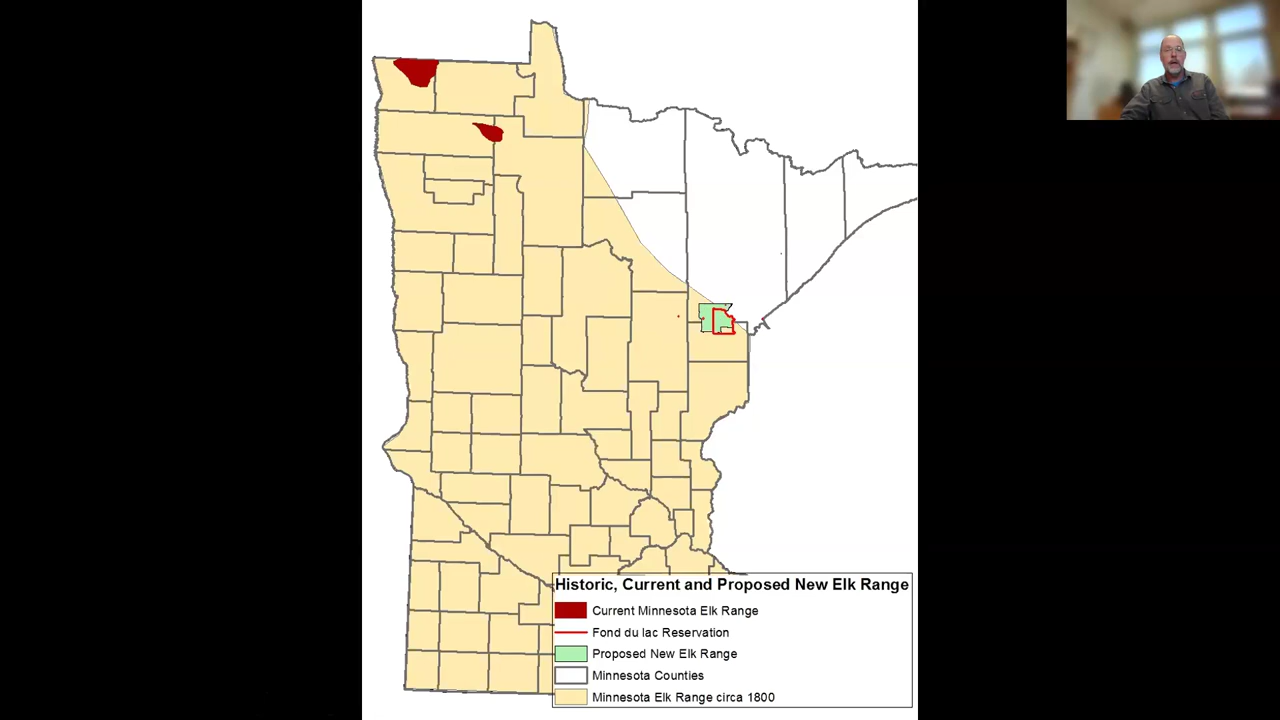 Historic, Current and Proposed New Elk Range
Current Minnesota Elk Range
Fond du lac Reservation
Proposed New Elk Range
Minnesota Counties
Minnesota Elk Range circa 1800